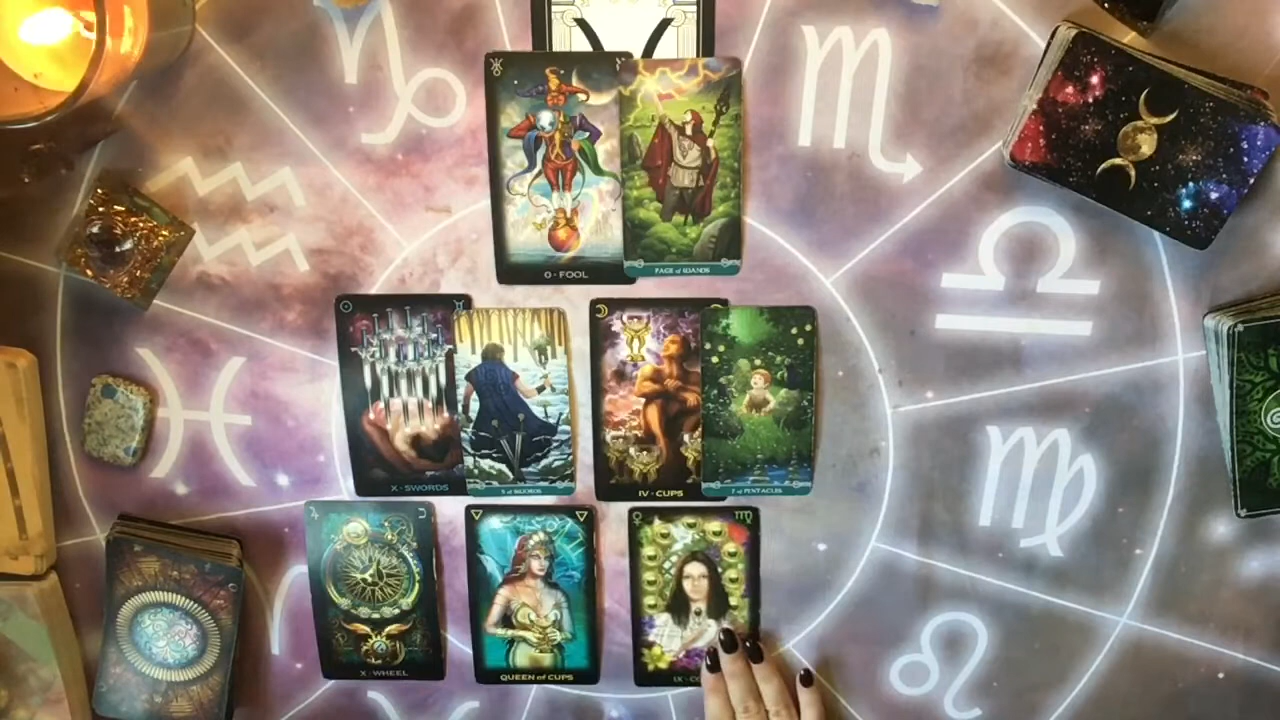 0 - FOOL
PAGE of WANDS
X - SWORDS
5 of SWORDS
IV - CUPS
7 of PENTACLES
X - WHEEL
QUEEN OF CUPS